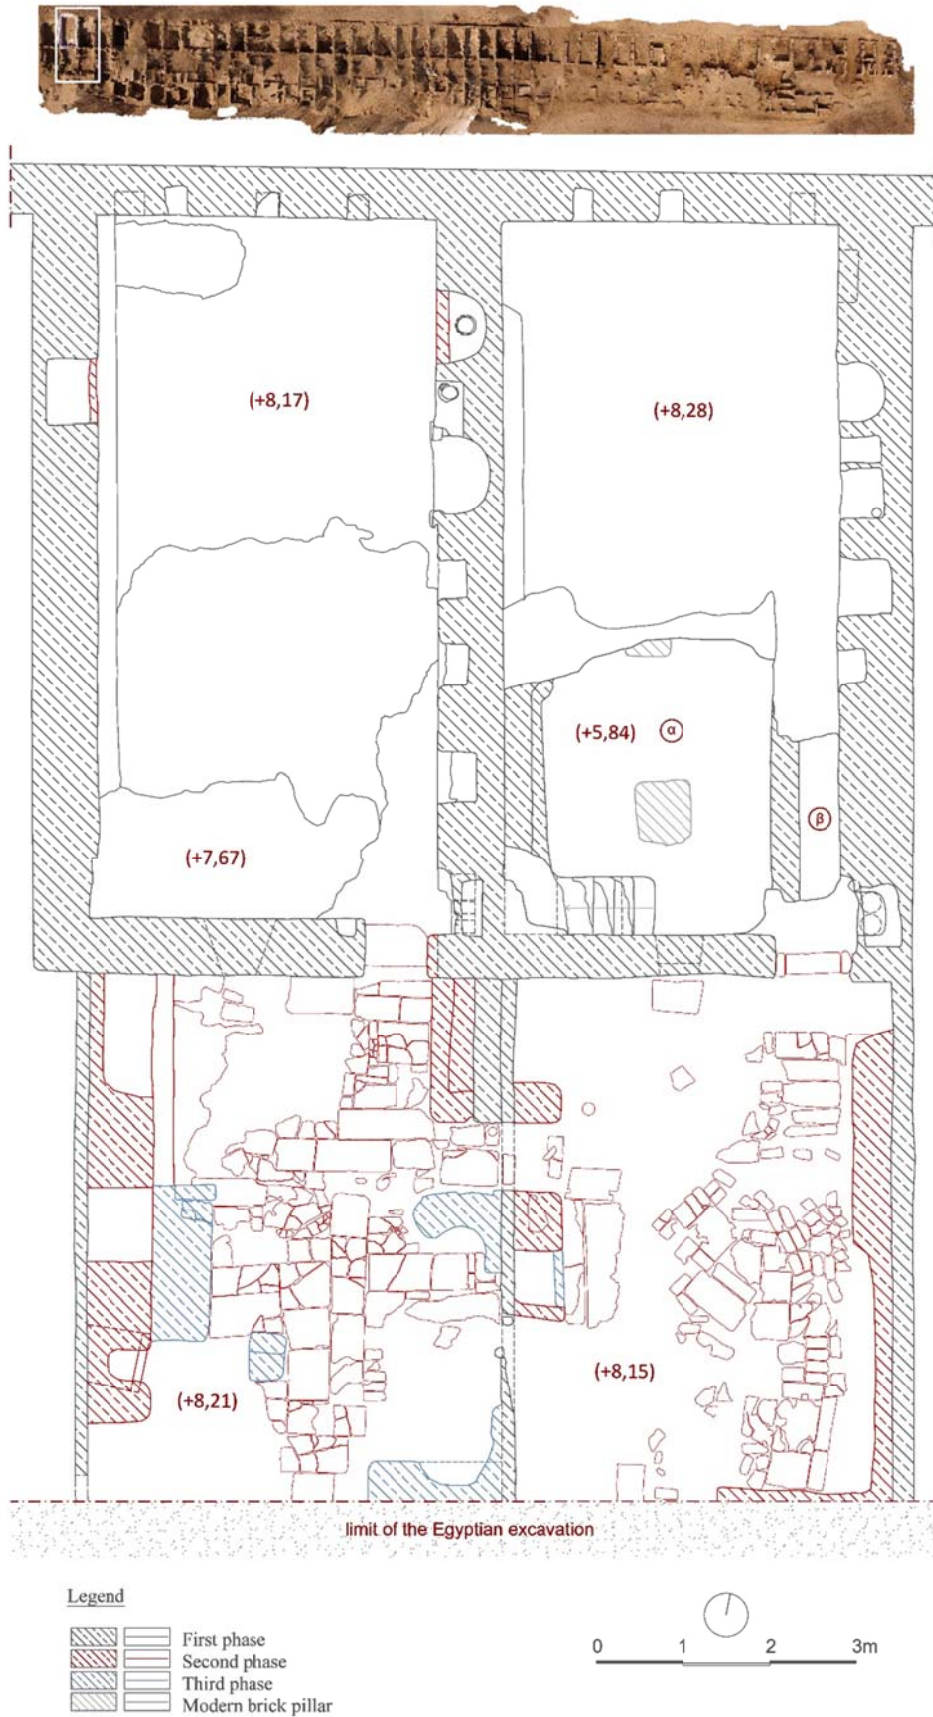 (+8,17)
(+8,28)
(+5,84) α
β
(+7,67)
(+8,15)
(+8,21)
limit of the Egyptian excavation
Legend
First phase
Second phase
Third phase
Modern brick pillar
0 1 2 3m